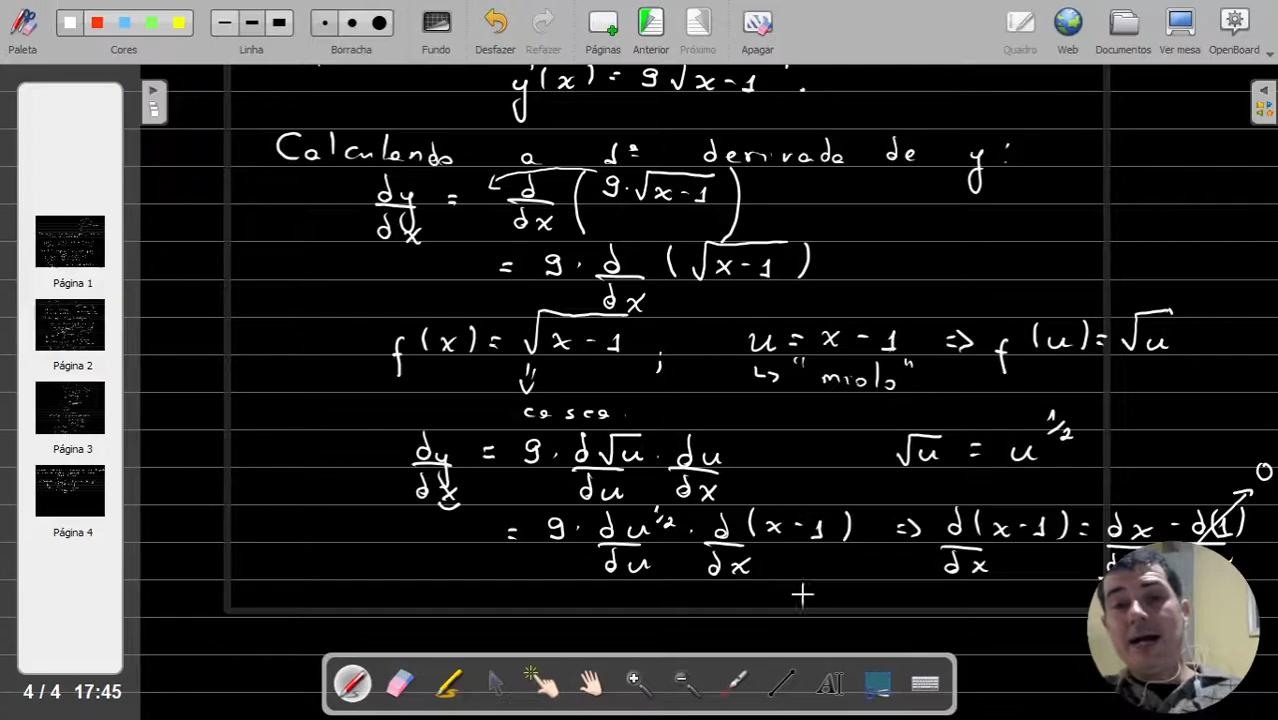 Paleta Cores Linha Borracha Fundo Desfazer Refazer Páginas Anterior Próximo Apagar Quadro Web Documentos Ver mesa OpenBoard
y'(x) = 9√(x-1) .
Calculando a 1ª derivada de y:
dy/dx = d/dx (9·√(x-1))
= 9 · d/dx (√(x-1))
f(x) = √(x-1) ; u = x-1 => f(u) = √u
↳ "miolo"
casca
dy/dx = 9 · d√u/du · du/dx √u = u^1/2
= 9 · du^1/2/du · d/dx (x-1) => d(x-1)/dx = dx - d(1) 0
Página 1
Página 2
Página 3
Página 4
4 / 4 17:45